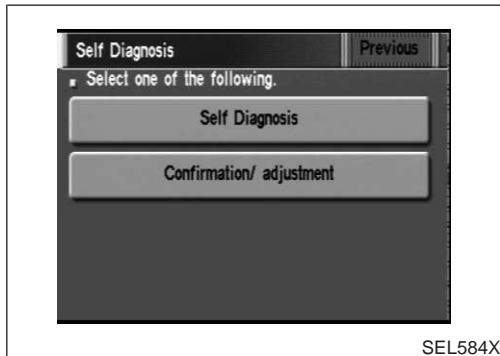 Self Diagnosis Previous
Select one of the following.
Self Diagnosis
Confirmation/ adjustment
SEL584X